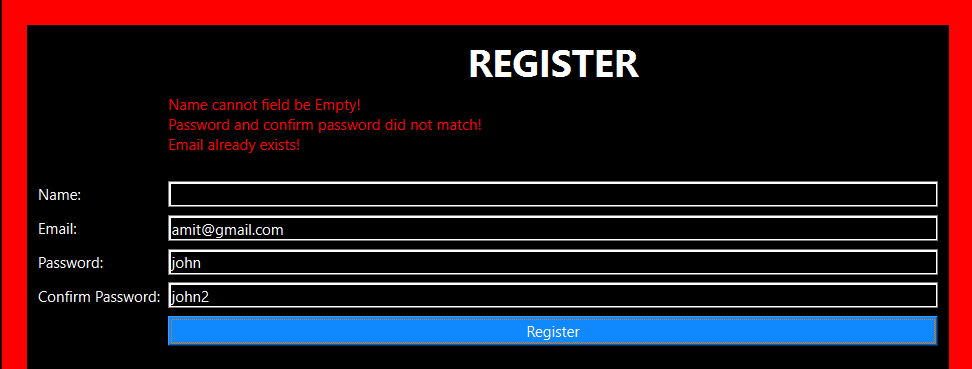 REGISTER
Name cannot field be Empty!
Password and confirm password did not match!
Email already exists!
Name:
Email: amit@gmail.com
Password: john
Confirm Password: john2
Register